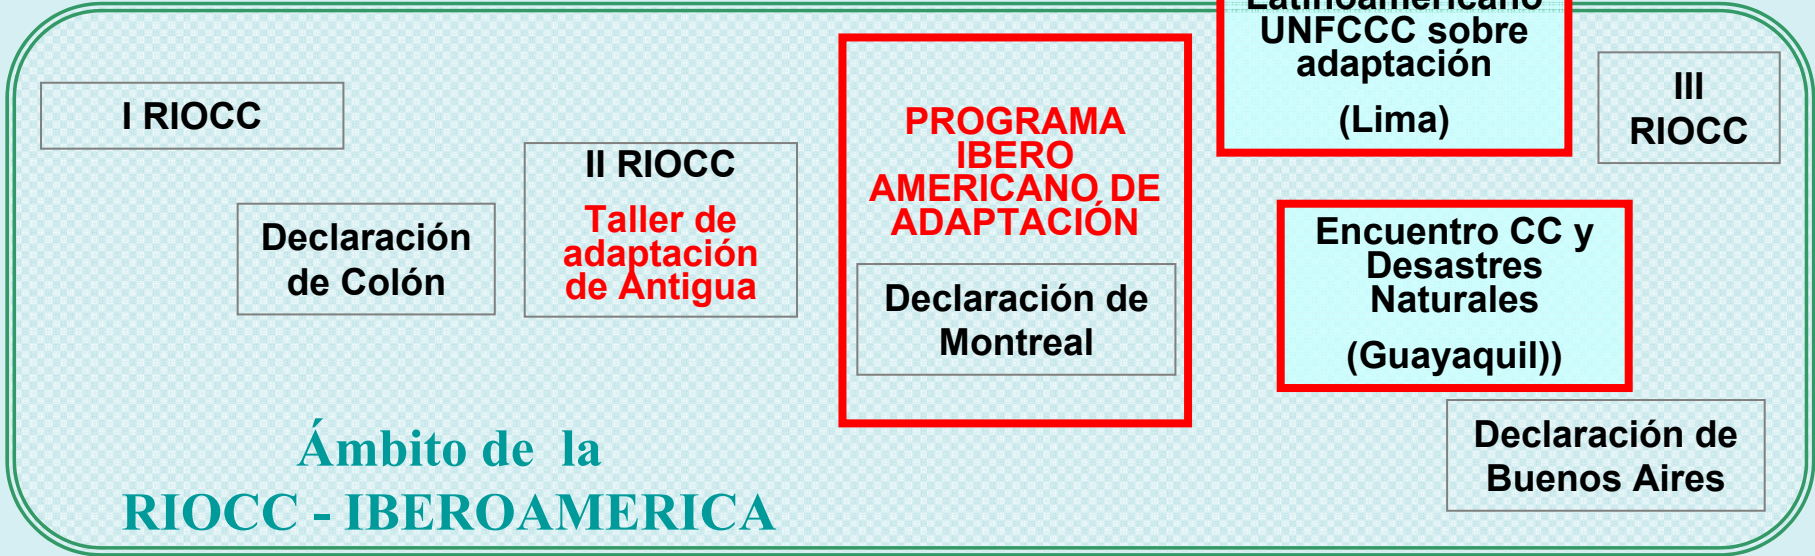 I RIOCC
Declaración
de Colón
II RIOCC
Taller de
adaptación
de Antigua
PROGRAMA
IBERO
AMERICANO DE
ADAPTACIÓN
Declaración de
Montreal
Latinoamericano
UNFCCC sobre
adaptación
(Lima)
III
RIOCC
Encuentro CC y
Desastres
Naturales
(Guayaquil))
Declaración de
Buenos Aires
Ámbito de la
RIOCC - IBEROAMERICA